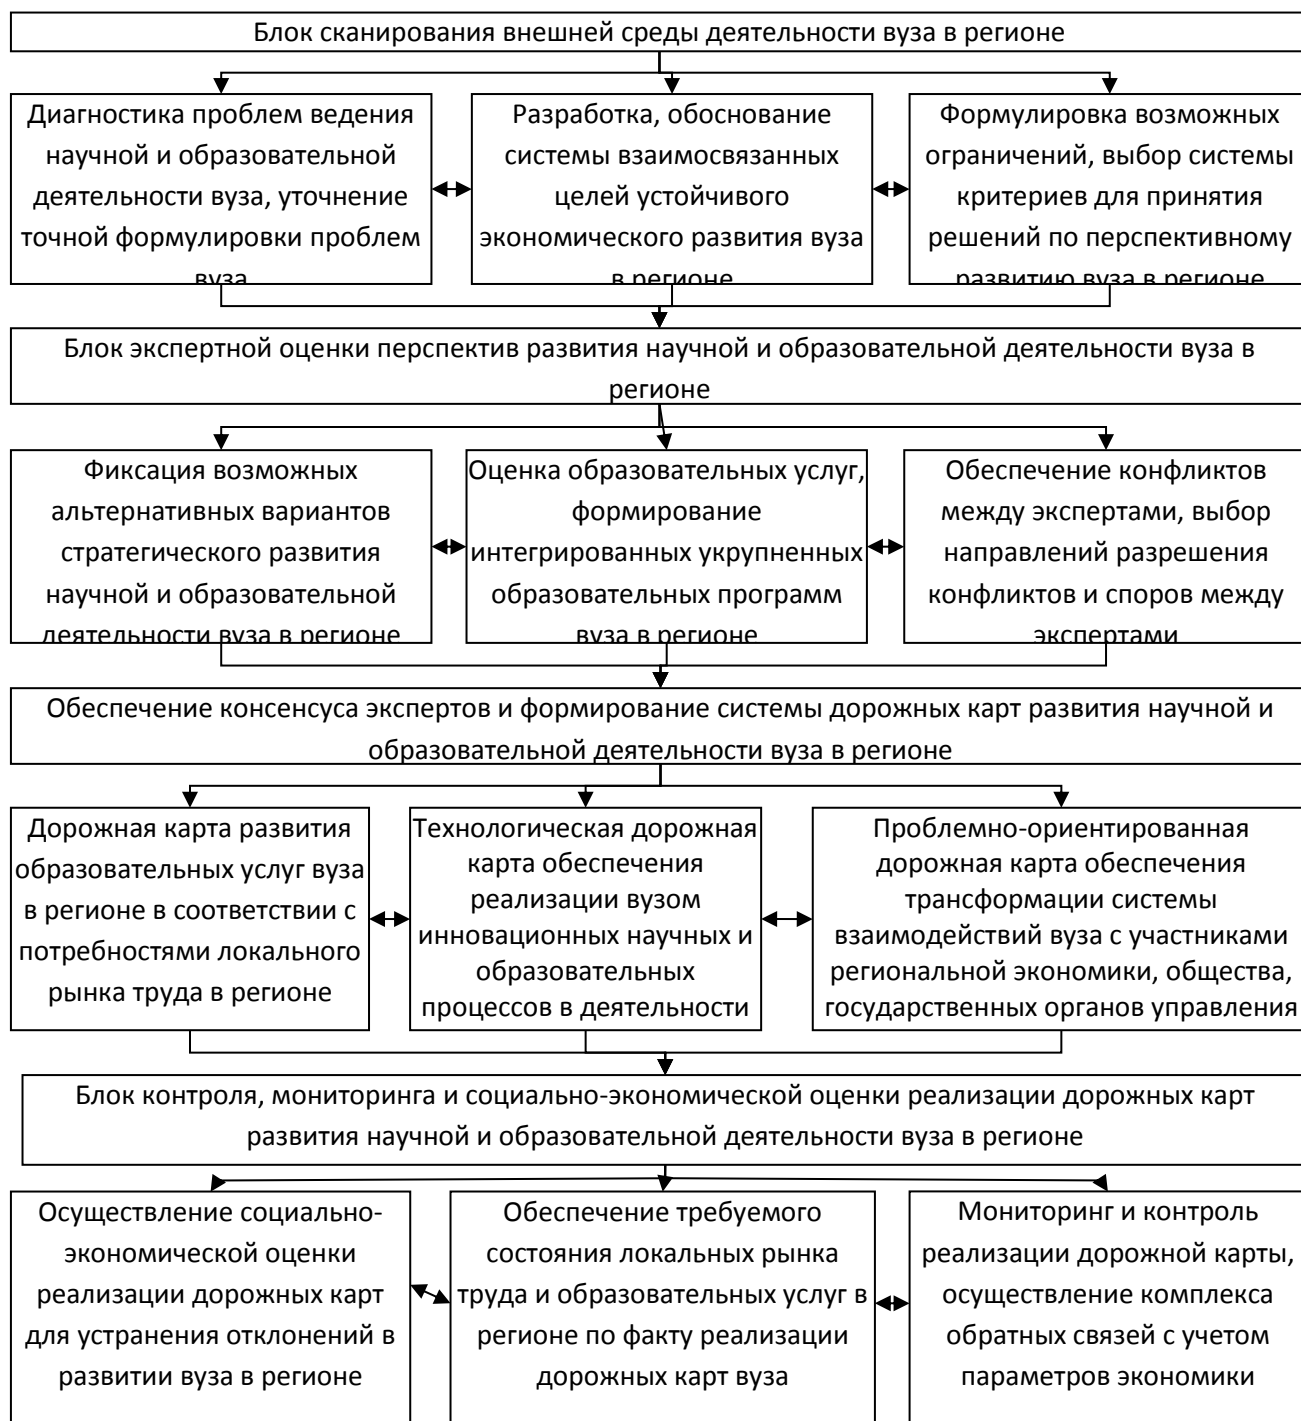 Блок сканирования внешней среды деятельности вуза в регионе
Диагностика проблем ведения
научной и образовательной
деятельности вуза, уточнение
точной формулировки проблем
вуза
Разработка, обоснование
системы взаимосвязанных
целей устойчивого
экономического развития вуза
в регионе
Формулировка возможных
ограничений, выбор системы
критериев для принятия
решений по перспективному
развитию вуза в регионе
Блок экспертной оценки перспектив развития научной и образовательной деятельности вуза в
регионе
Фиксация возможных
альтернативных вариантов
стратегического развития
научной и образовательной
деятельности вуза в регионе
Оценка образовательных услуг,
формирование
интегрированных укрупненных
образовательных программ
вуза в регионе
Обеспечение конфликтов
между экспертами, выбор
направлений разрешения
конфликтов и споров между
экспертами
Обеспечение консенсуса экспертов и формирование системы дорожных карт развития научной и
образовательной деятельности вуза в регионе
Дорожная карта развития
образовательных услуг вуза
в регионе в соответствии с
потребностями локального
рынка труда в регионе
Технологическая дорожная
карта обеспечения
реализации вузом
инновационных научных и
образовательных
процессов в деятельности
Проблемно-ориентированная
дорожная карта обеспечения
трансформации системы
взаимодействий вуза с участниками
региональной экономики, общества,
государственных органов управления
Блок контроля, мониторинга и социально-экономической оценки реализации дорожных карт
развития научной и образовательной деятельности вуза в регионе
Осуществление социально-
экономической оценки
реализации дорожных карт
для устранения отклонений в
развитии вуза в регионе
Обеспечение требуемого
состояния локальных рынка
труда и образовательных услуг в
регионе по факту реализации
дорожных карт вуза
Мониторинг и контроль
реализации дорожной карты,
осуществление комплекса
обратных связей с учетом
параметров экономики